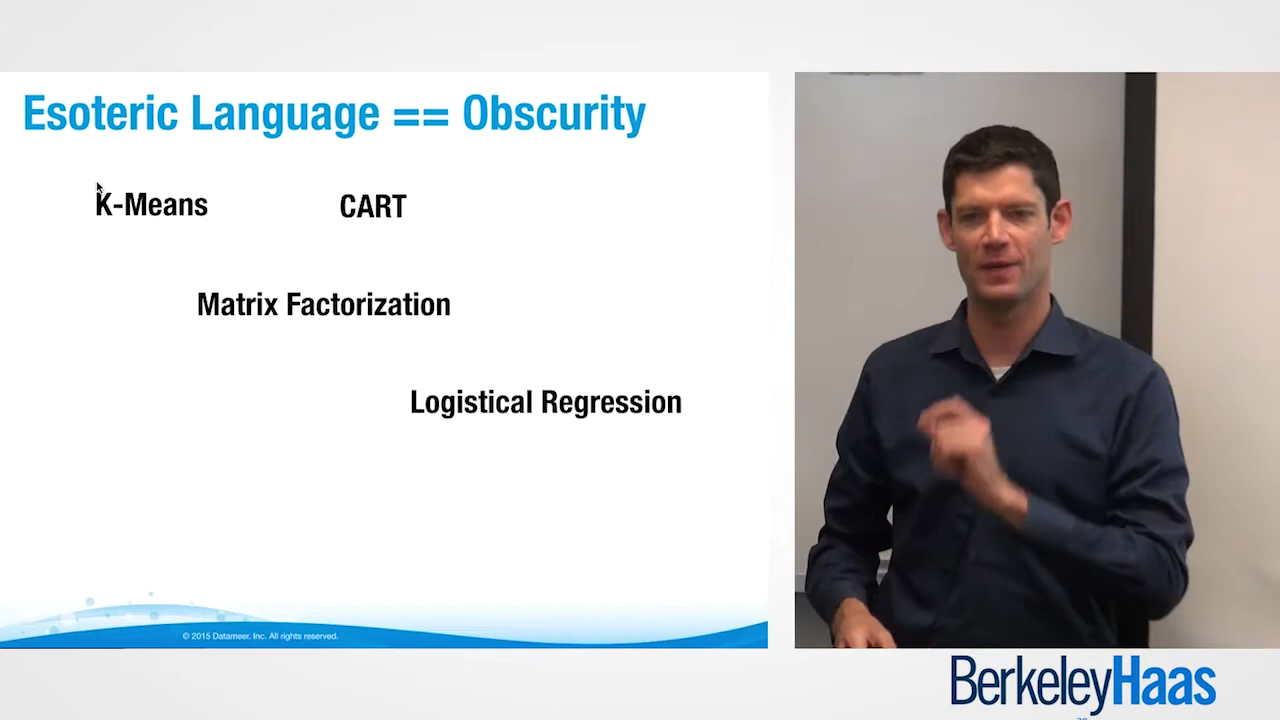 Esoteric Language == Obscurity
K-Means
CART
Matrix Factorization
Logistical Regression
© 2015 Datameer, Inc. All rights reserved.
BerkeleyHaas